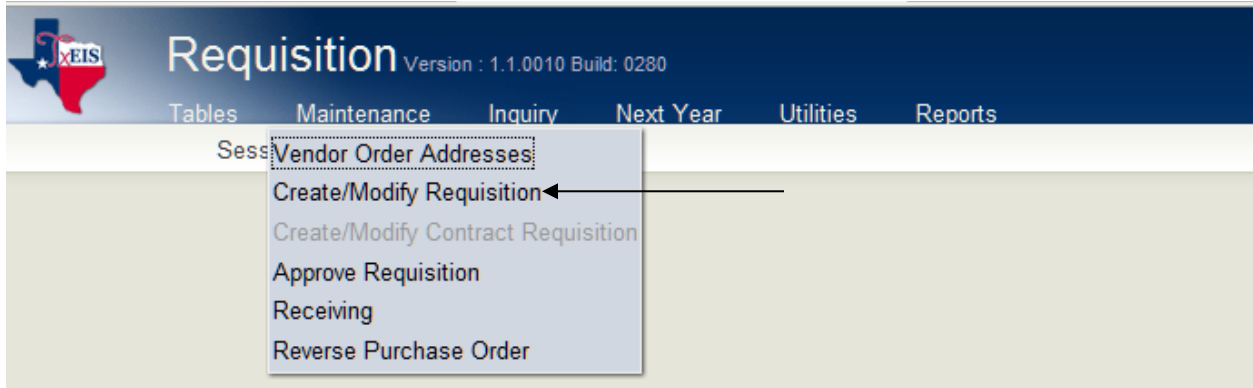 TxEIS
Requisition Version : 1.1.0010 Build: 0280
Tables Maintenance Inquiry Next Year Utilities Reports
Sess
Vendor Order Addresses
Create/Modify Requisition
Create/Modify Contract Requisition
Approve Requisition
Receiving
Reverse Purchase Order